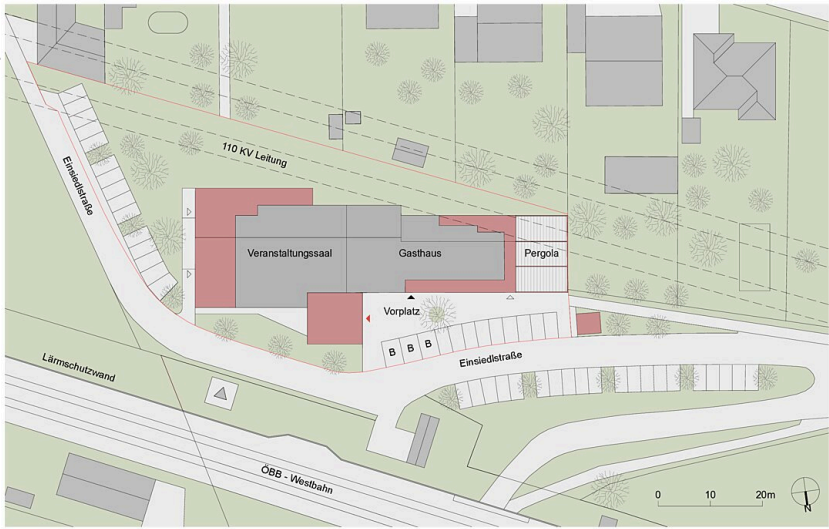 110 KV Leitung
Einsiedlstraße
Veranstaltungssaal
Gasthaus
Pergola
Vorplatz
B B B
Einsiedlstraße
Lärmschutzwand
ÖBB - Westbahn
0 10 20m
N